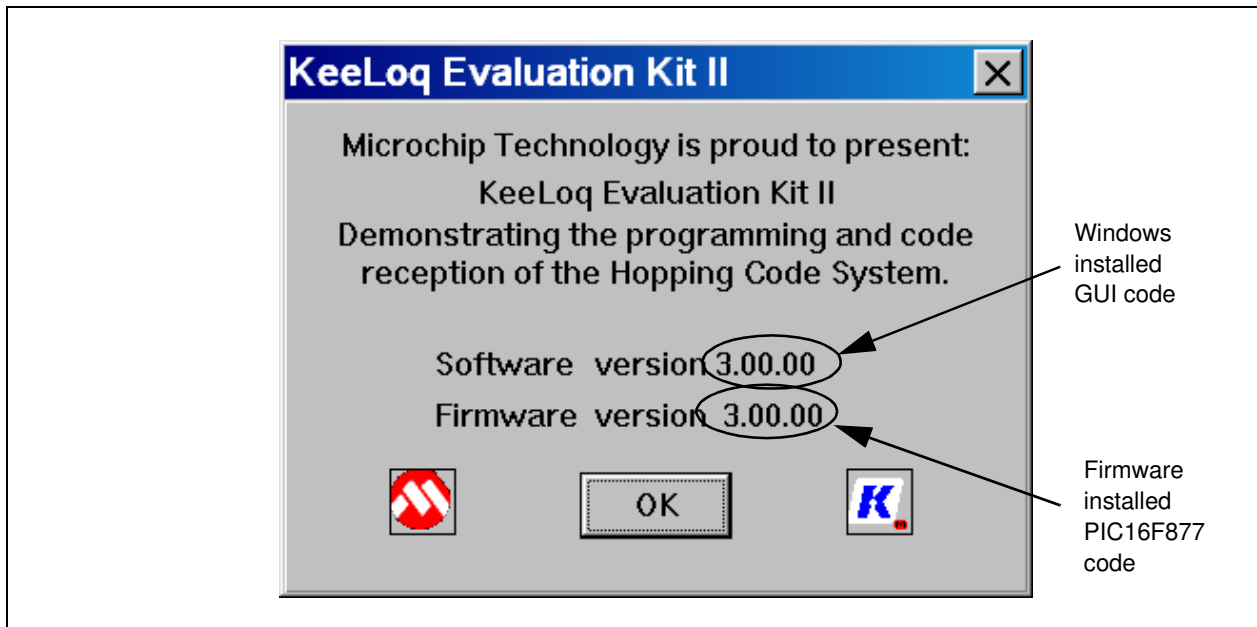 KeeLoq Evaluation Kit II
Microchip Technology is proud to present:
KeeLoq Evaluation Kit II
Demonstrating the programming and code
reception of the Hopping Code System.
Software version 3.00.00
Firmware version 3.00.00
OK
K
Windows
installed
GUI code
Firmware
installed
PIC16F877
code